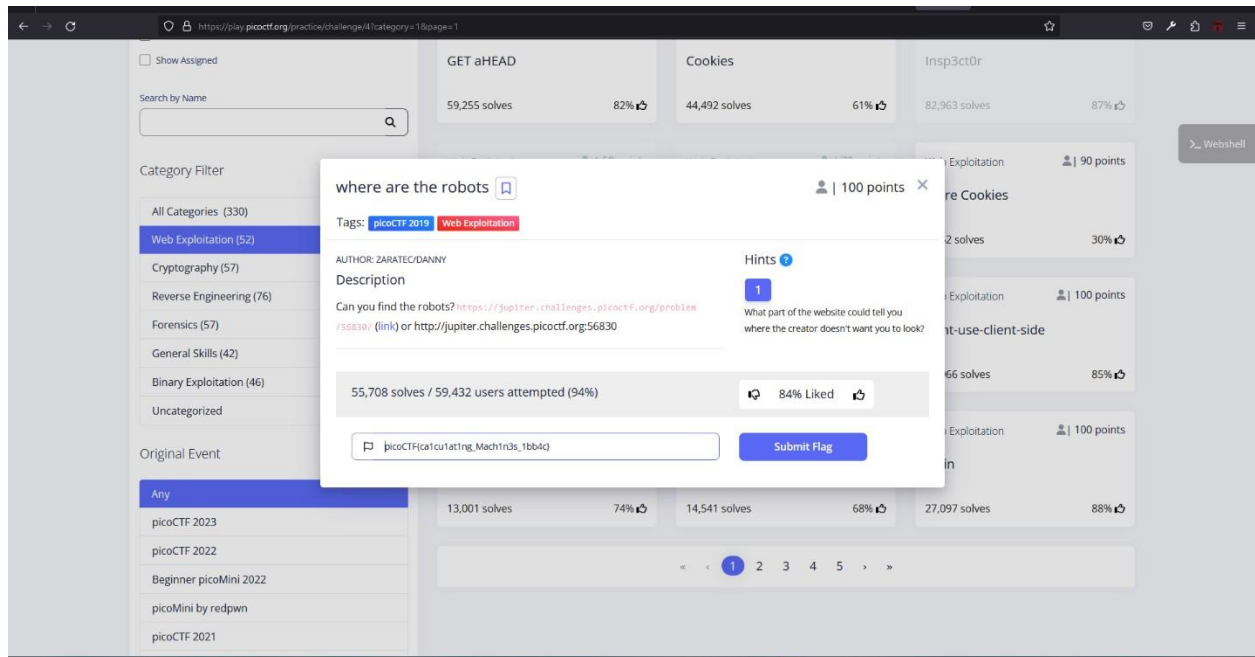 https://play.picoctf.org/practice/challenge/4?category=1&page=1
Show Assigned
Search by Name
Category Filter
All Categories (330)
Web Exploitation (52)
Cryptography (57)
Reverse Engineering (76)
Forensics (57)
General Skills (42)
Binary Exploitation (46)
Uncategorized
Original Event
Any
picoCTF 2023
picoCTF 2022
Beginner picoMini 2022
picoMini by redpwn
picoCTF 2021
GET aHEAD
59,255 solves 82%
Cookies
44,492 solves 61%
Insp3ct0r
82,963 solves 87%
>_ Webshell
where are the robots
| 100 points ×
Tags: picoCTF 2019 Web Exploitation
AUTHOR: ZARATEC/DANNY
Description
Can you find the robots? https://jupiter.challenges.picoctf.org/problem
/56830/ (link) or http://jupiter.challenges.picoctf.org:56830
Hints ?
1
What part of the website could tell you
where the creator doesn't want you to look?
55,708 solves / 59,432 users attempted (94%)
84% Liked
picoCTF{ca1cu1at1ng_Mach1n3s_1bb4c}
Submit Flag
Exploitation | 90 points
re Cookies
2 solves 30%
Exploitation | 100 points
nt-use-client-side
66 solves 85%
Exploitation | 100 points
in
13,001 solves 74%
14,541 solves 68%
27,097 solves 88%
« ‹ 1 2 3 4 5 › »